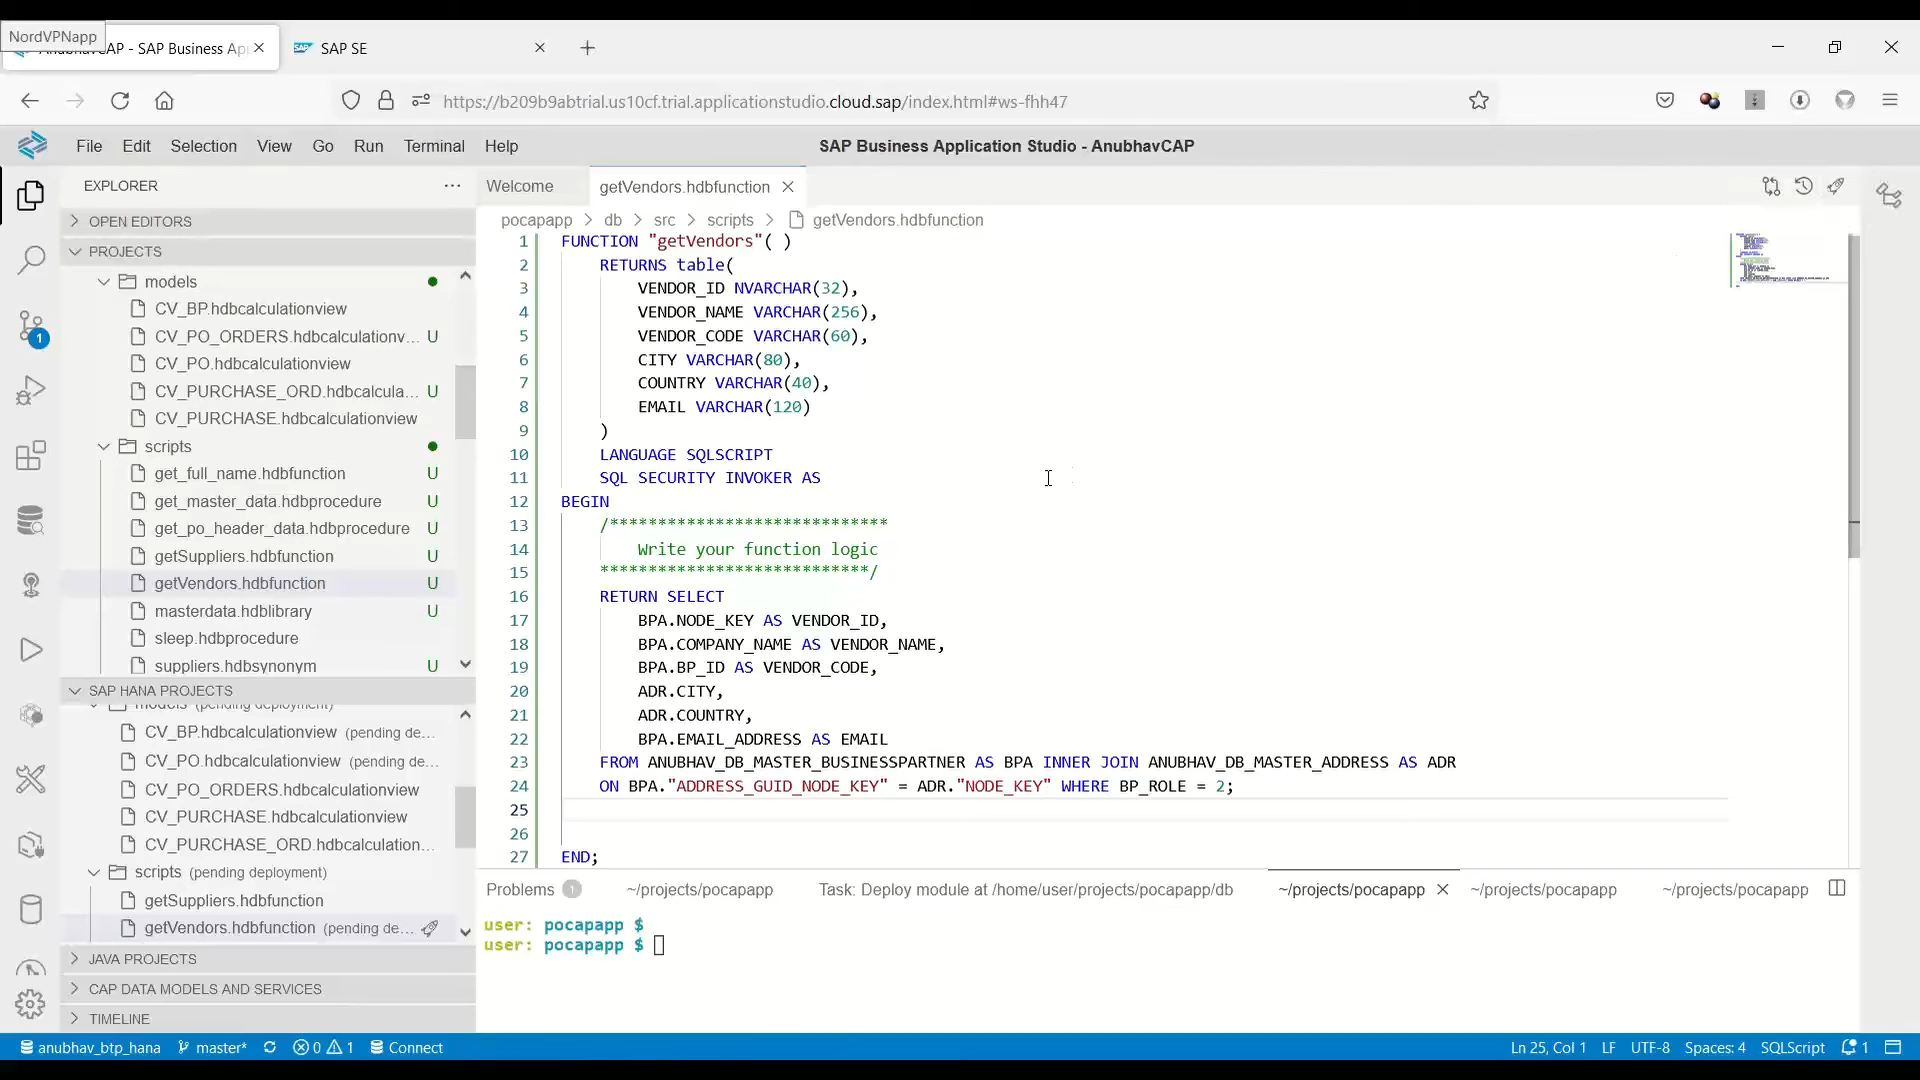 NordVPNapp
AnubhavCAP - SAP Business Ap
SAP SE
https://b209b9abtrial.us10cf.trial.applicationstudio.cloud.sap/index.html#ws-fhh47
File Edit Selection View Go Run Terminal Help
SAP Business Application Studio - AnubhavCAP
EXPLORER
OPEN EDITORS
PROJECTS
models
CV_BP.hdbcalculationview
CV_PO_ORDERS.hdbcalculationv... U
CV_PO.hdbcalculationview
CV_PURCHASE_ORD.hdbcalcula... U
CV_PURCHASE.hdbcalculationview
scripts
get_full_name.hdbfunction U
get_master_data.hdbprocedure U
get_po_header_data.hdbprocedure U
getSuppliers.hdbfunction U
getVendors.hdbfunction U
masterdata.hdblibrary U
sleep.hdbprocedure
suppliers.hdbsynonym U
SAP HANA PROJECTS
models (pending deployment)
CV_BP.hdbcalculationview (pending de...
CV_PO.hdbcalculationview (pending de...
CV_PO_ORDERS.hdbcalculationview
CV_PURCHASE.hdbcalculationview
CV_PURCHASE_ORD.hdbcalculation...
scripts (pending deployment)
getSuppliers.hdbfunction
getVendors.hdbfunction (pending de...
JAVA PROJECTS
CAP DATA MODELS AND SERVICES
TIMELINE
Welcome
getVendors.hdbfunction
pocapapp > db > src > scripts > getVendors.hdbfunction
1 FUNCTION "getVendors"( )
2 RETURNS table(
3 VENDOR_ID NVARCHAR(32),
4 VENDOR_NAME VARCHAR(256),
5 VENDOR_CODE VARCHAR(60),
6 CITY VARCHAR(80),
7 COUNTRY VARCHAR(40),
8 EMAIL VARCHAR(120)
9 )
10 LANGUAGE SQLSCRIPT
11 SQL SECURITY INVOKER AS
12 BEGIN
13 /*****************************
14 Write your function logic
15 ****************************/
16 RETURN SELECT
17 BPA.NODE_KEY AS VENDOR_ID,
18 BPA.COMPANY_NAME AS VENDOR_NAME,
19 BPA.BP_ID AS VENDOR_CODE,
20 ADR.CITY,
21 ADR.COUNTRY,
22 BPA.EMAIL_ADDRESS AS EMAIL
23 FROM ANUBHAV_DB_MASTER_BUSINESSPARTNER AS BPA INNER JOIN ANUBHAV_DB_MASTER_ADDRESS AS ADR
24 ON BPA."ADDRESS_GUID_NODE_KEY" = ADR."NODE_KEY" WHERE BP_ROLE = 2;
25
26
27 END;
Problems 1 ~/projects/pocapapp Task: Deploy module at /home/user/projects/pocapapp/db ~/projects/pocapapp ~/projects/pocapapp ~/projects/pocapapp
user: pocapapp $
user: pocapapp $
1
anubhav_btp_hana master* 0 1 Connect
Ln 25, Col 1 LF UTF-8 Spaces: 4 SQLScript 1